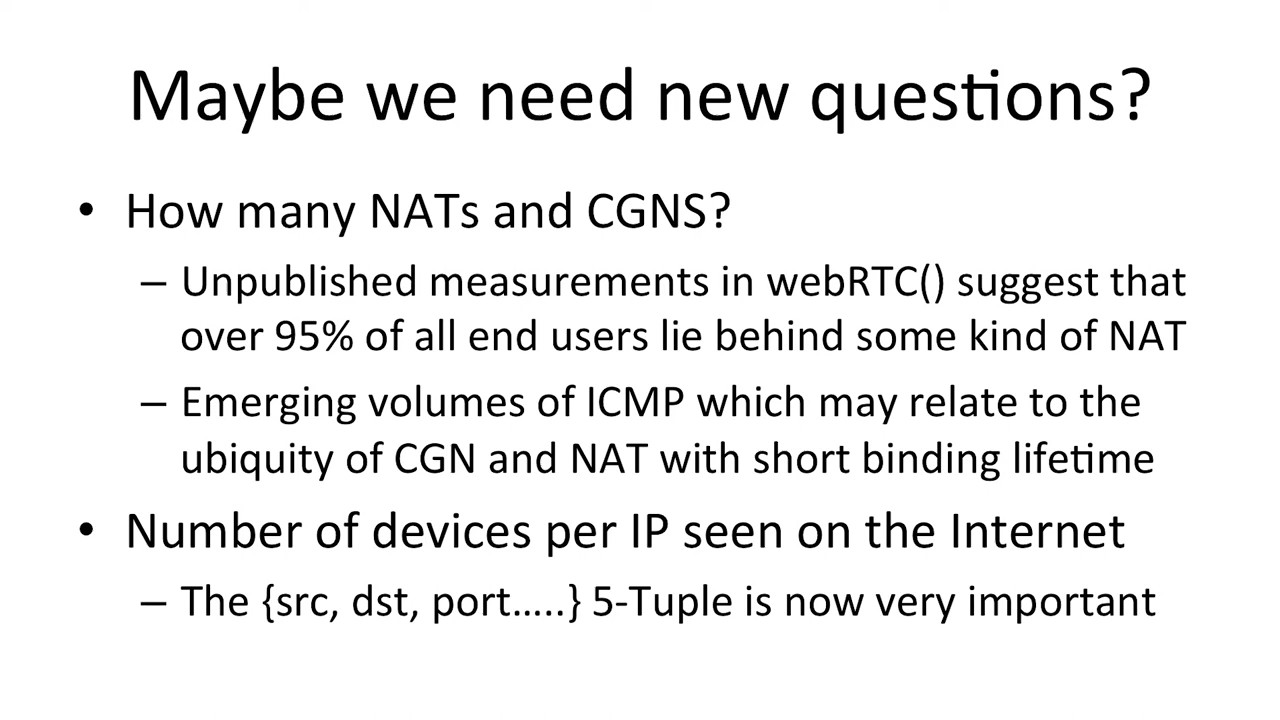 Maybe we need new questions?
• How many NATs and CGNS?
– Unpublished measurements in webRTC() suggest that
over 95% of all end users lie behind some kind of NAT
– Emerging volumes of ICMP which may relate to the
ubiquity of CGN and NAT with short binding lifetime
• Number of devices per IP seen on the Internet
– The {src, dst, port…..} 5-Tuple is now very important